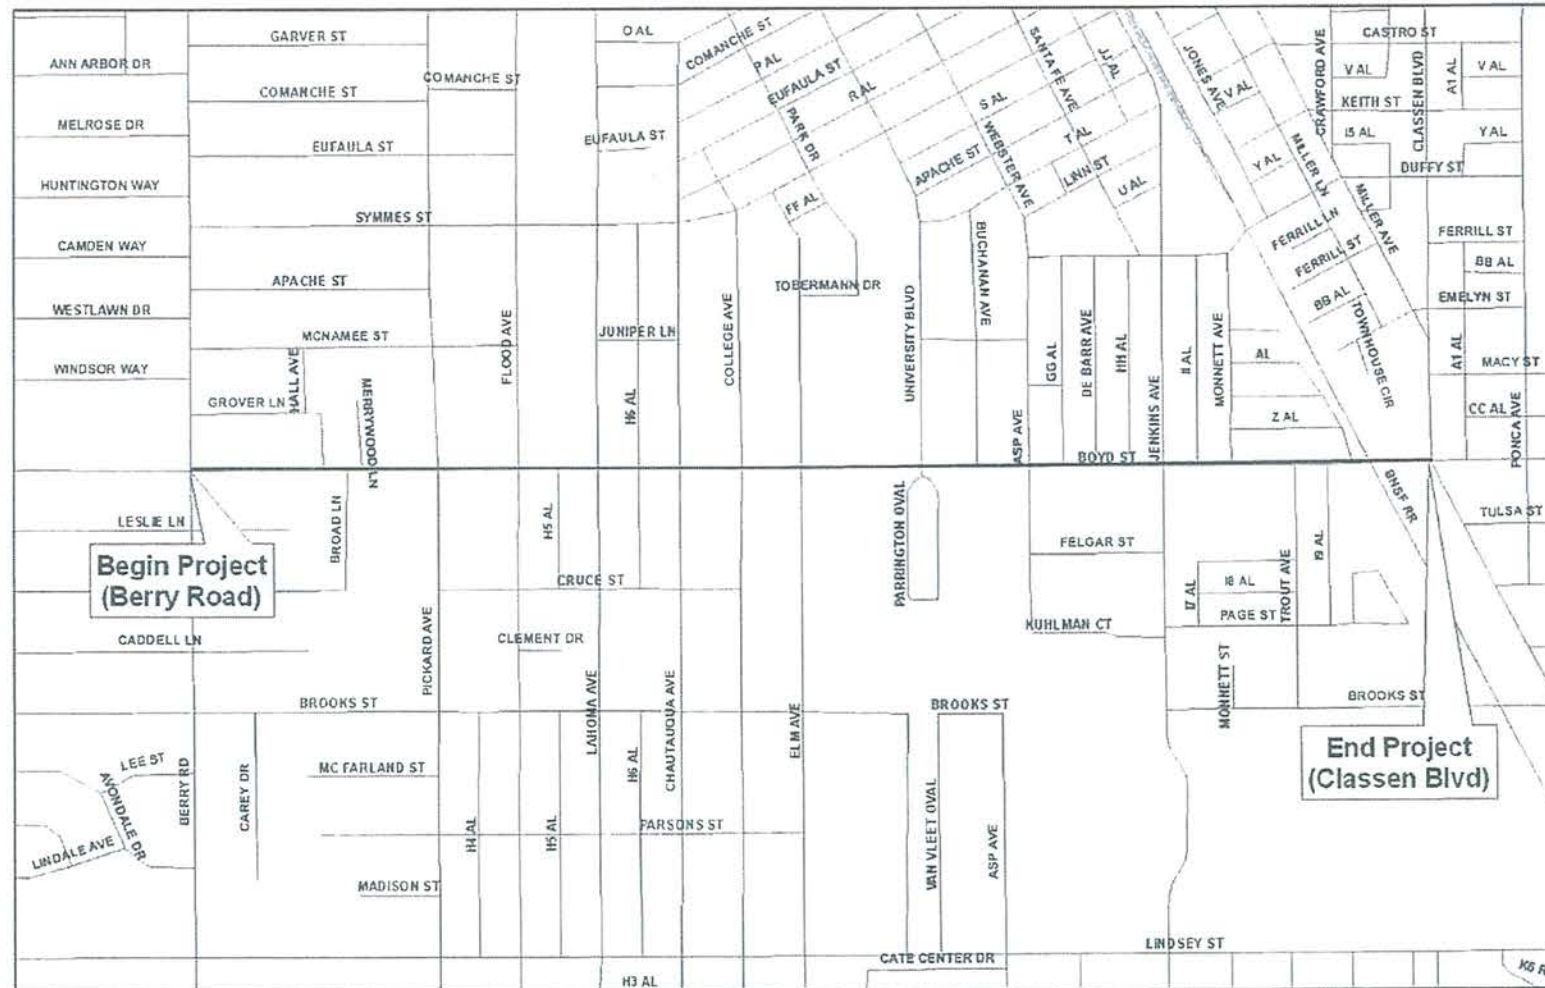 GARVER ST
O AL
COMANCHE ST
CASTRO ST
ANN ARBOR DR
COMANCHE ST
P AL
EUFAULA ST
SANTA FE AVE
JJ AL
JONES AVE
CRAWFORD AVE
CLASSEN BLVD
V AL
A1 AL
V AL
COMANCHE ST
R AL
S AL
V AL
KEITH ST
MELROSE DR
EUFAULA ST
EUFAULA ST
PARK DR
WEBSTER AVE
T AL
MILLER LN
I5 AL
Y AL
HUNTINGTON WAY
APACHE ST
LINN ST
U AL
Y AL
DUFFY ST
SYMMES ST
FF AL
MILLER AVE
CAMDEN WAY
BUCHANAN AVE
FERRILL LN
FERRILL ST
FERRILL ST
BB AL
APACHE ST
TOBERMANN DR
BB AL
EMELYN ST
WESTLAWN DR
MCNAMEE ST
FLOOD AVE
JUNIPER LN
COLLEGE AVE
UNIVERSITY BLVD
GG AL
DE BARR AVE
HH AL
JENKINS AVE
II AL
MONNETT AVE
AL
TOWNHOUSE CIR
A1 AL
MACY ST
WINDSOR WAY
HALL AVE
GROVER LN
MERRYWOOD LN
H6 AL
ASP AVE
Z AL
CC AL
PONCA AVE
BOYD ST
LESLIE LN
BROAD LN
H5 AL
PARRINGTON OVAL
FELGAR ST
BNSF RR
TULSA ST
I9 AL
Begin Project
(Berry Road)
CRUCE ST
I7 AL
I8 AL
TROUT AVE
PAGE ST
CADDELL LN
PICKARD AVE
CLEMENT DR
KUHLMAN CT
MONNETT ST
BROOKS ST
LAHOMA AVE
CHAUTAUQUA AVE
ELM AVE
BROOKS ST
BROOKS ST
End Project
(Classen Blvd)
LEE ST
AVONDALE DR
BERRY RD
CAREY DR
MC FARLAND ST
H6 AL
LINDALE AVE
H4 AL
H5 AL
PARSONS ST
VAN VLEET OVAL
ASP AVE
MADISON ST
LINDSEY ST
CATE CENTER DR
H3 AL